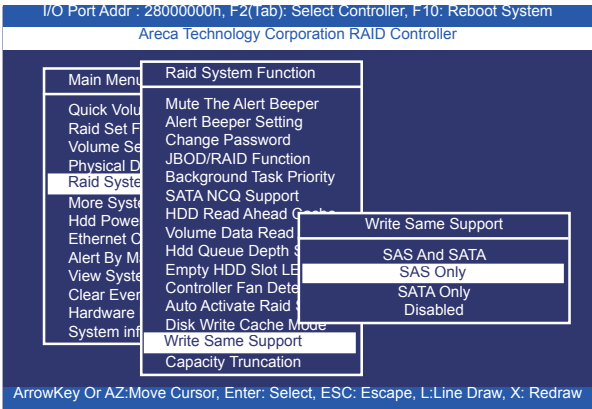 I/O Port Addr : 28000000h, F2(Tab): Select Controller, F10: Reboot System
Areca Technology Corporation RAID Controller
Main Menu
Quick Volu
Raid Set F
Volume Se
Physical D
Raid Syste
More Syste
Hdd Powe
Ethernet C
Alert By M
View Syste
Clear Even
Hardware
System inf
Raid System Function
Mute The Alert Beeper
Alert Beeper Setting
Change Password
JBOD/RAID Function
Background Task Priority
SATA NCQ Support
HDD Read Ahead Cache
Volume Data Read
Hdd Queue Depth S
Empty HDD Slot LE
Controller Fan Dete
Auto Activate Raid
Disk Write Cache Mode
Write Same Support
Capacity Truncation
Write Same Support
SAS And SATA
SAS Only
SATA Only
Disabled
ArrowKey Or AZ:Move Cursor, Enter: Select, ESC: Escape, L:Line Draw, X: Redraw